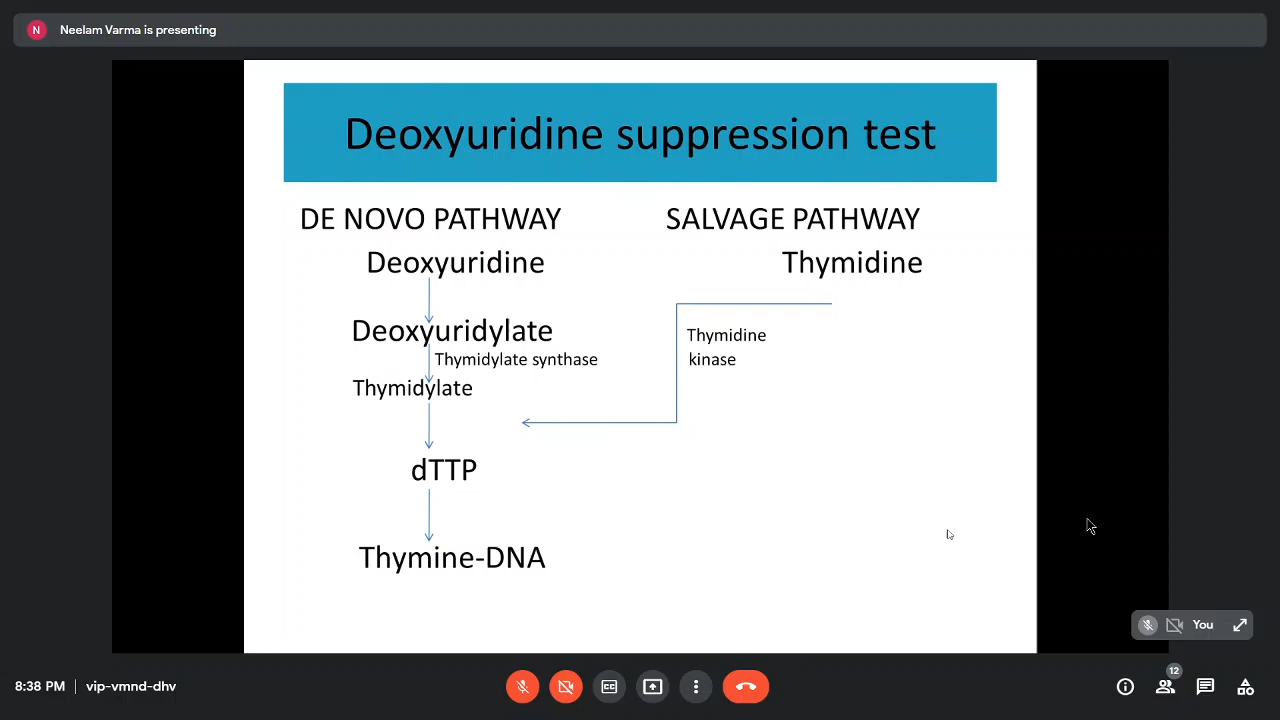 N Neelam Varma is presenting
Deoxyuridine suppression test
DE NOVO PATHWAY SALVAGE PATHWAY
Deoxyuridine Thymidine
Deoxyuridylate
Thymidine
kinase
Thymidylate synthase
Thymidylate
dTTP
Thymine-DNA
You
8:38 PM | vip-vmnd-dhv
CC
12